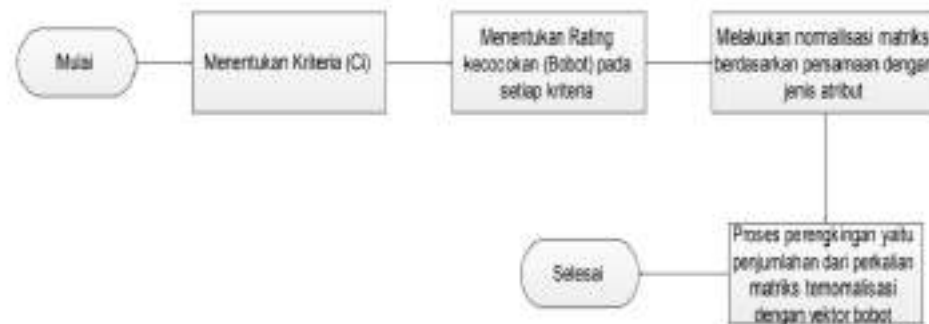 Mulai
Menentukan Kriteria (Ci)
Menentukan Rating
kecocokan (Bobot) pada
setiap kriteria
Melakukan normalisasi matriks
berdasarkan persamaan dengan
jenis atribut
Proses perengkingan yaitu
penjumlahan dari perkalian
matriks ternomalisasi
dengan vektor bobot
Selesai